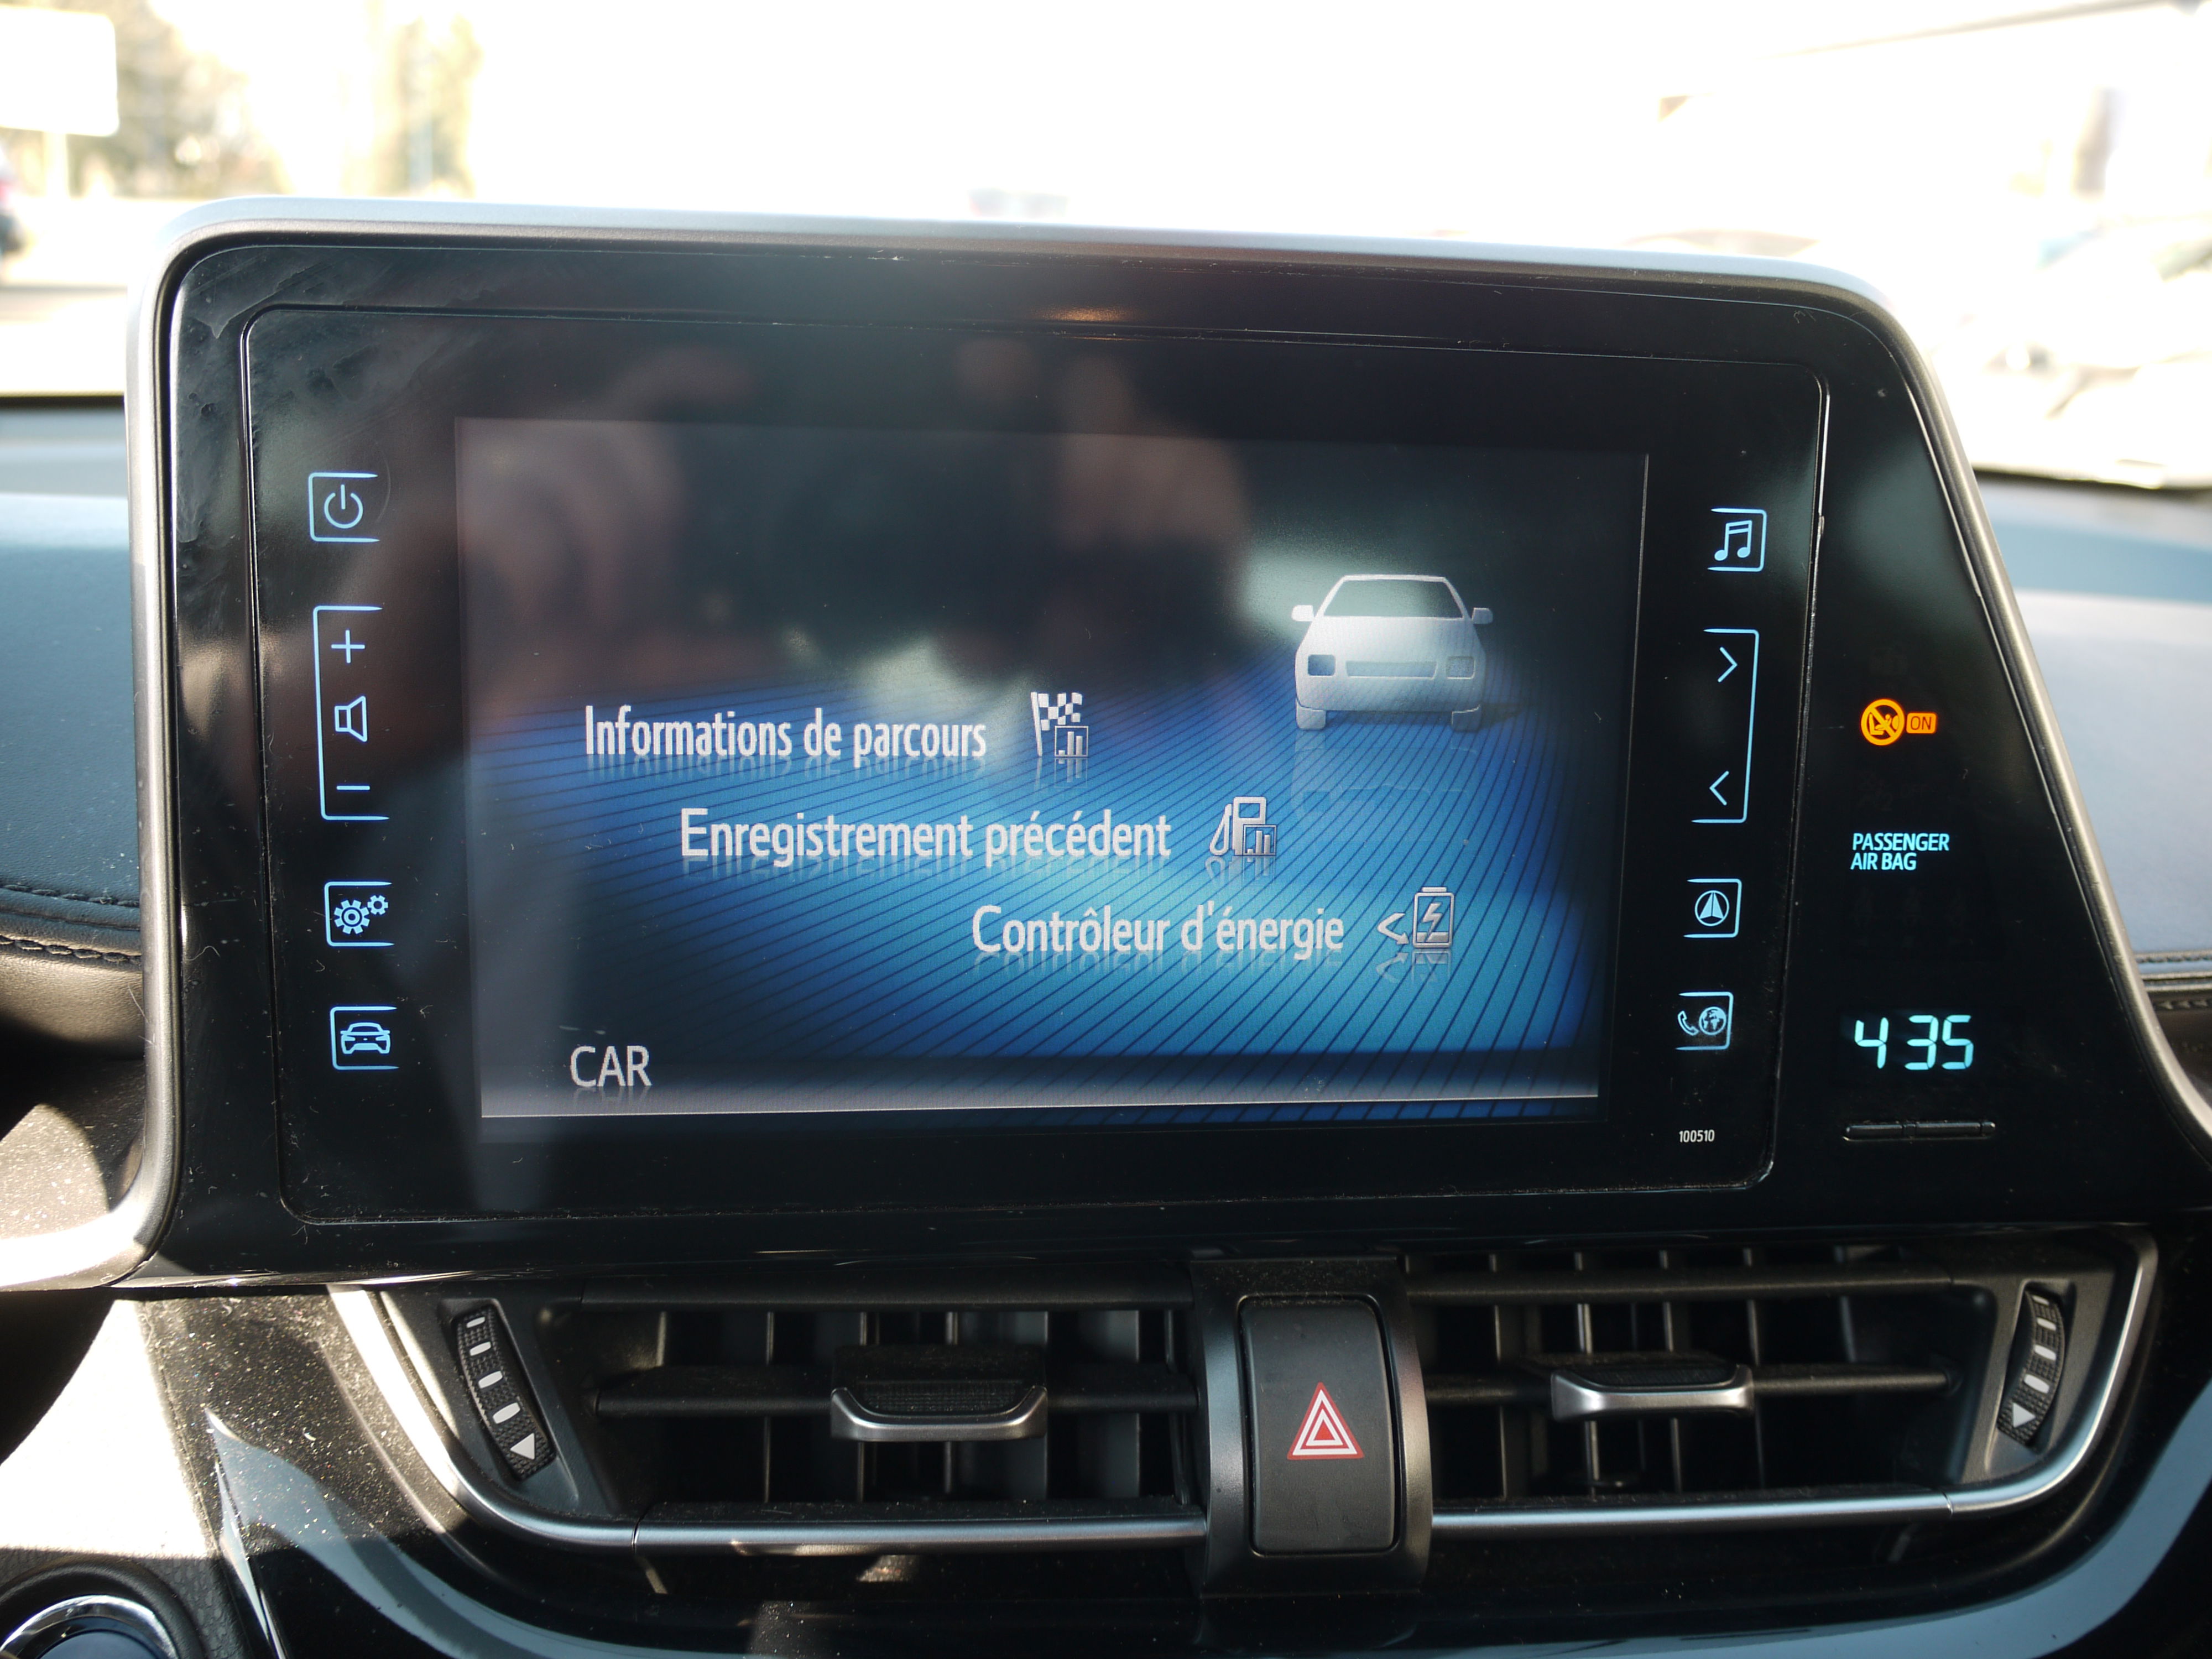 Informations de parcours
Enregistrement précédent
Contrôleur d'énergie
CAR
ON
PASSENGER
AIR BAG
4 35
100510